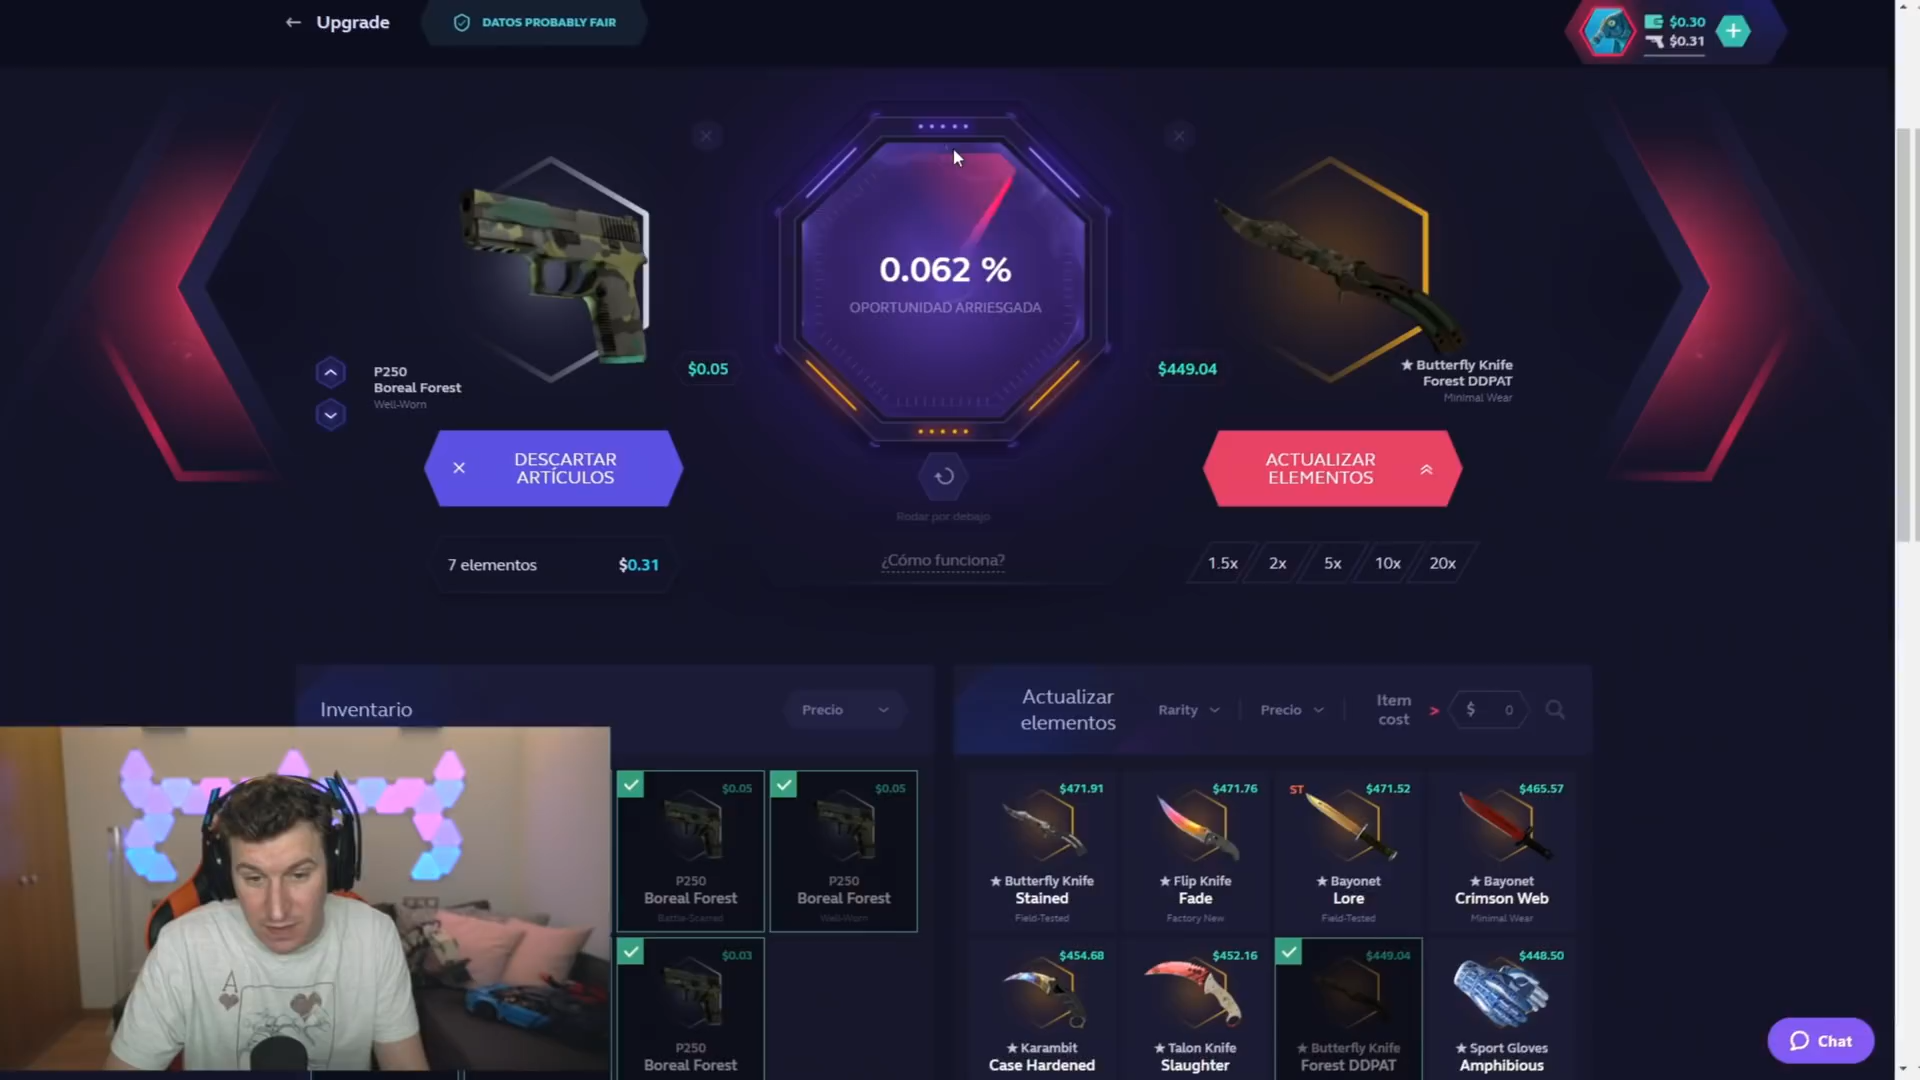 Upgrade
DATOS PROBABLY FAIR
$0.30
$0.31
0.062 %
OPORTUNIDAD ARRIESGADA
P250
Boreal Forest
Well-Worn
$0.05
$449.04
★ Butterfly Knife
Forest DDPAT
Minimal Wear
DESCARTAR
ARTÍCULOS
ACTUALIZAR
ELEMENTOS
Rodar por debajo
7 elementos
$0.31
¿Cómo funciona?
1.5x
2x
5x
10x
20x
Inventario
Precio
Actualizar
elementos
Rarity
Precio
Item
cost
>
$
0
$0.05
P250
Boreal Forest
Battle-Scarred
$0.05
P250
Boreal Forest
Well-Worn
$471.91
★ Butterfly Knife
Stained
Field-Tested
$471.76
★ Flip Knife
Fade
Factory New
ST
$471.52
★ Bayonet
Lore
Field-Tested
$465.57
★ Bayonet
Crimson Web
Minimal Wear
$0.03
P250
Boreal Forest
$454.68
★ Karambit
Case Hardened
$452.16
★ Talon Knife
Slaughter
$449.04
★ Butterfly Knife
Forest DDPAT
$448.50
★ Sport Gloves
Amphibious
A
Chat